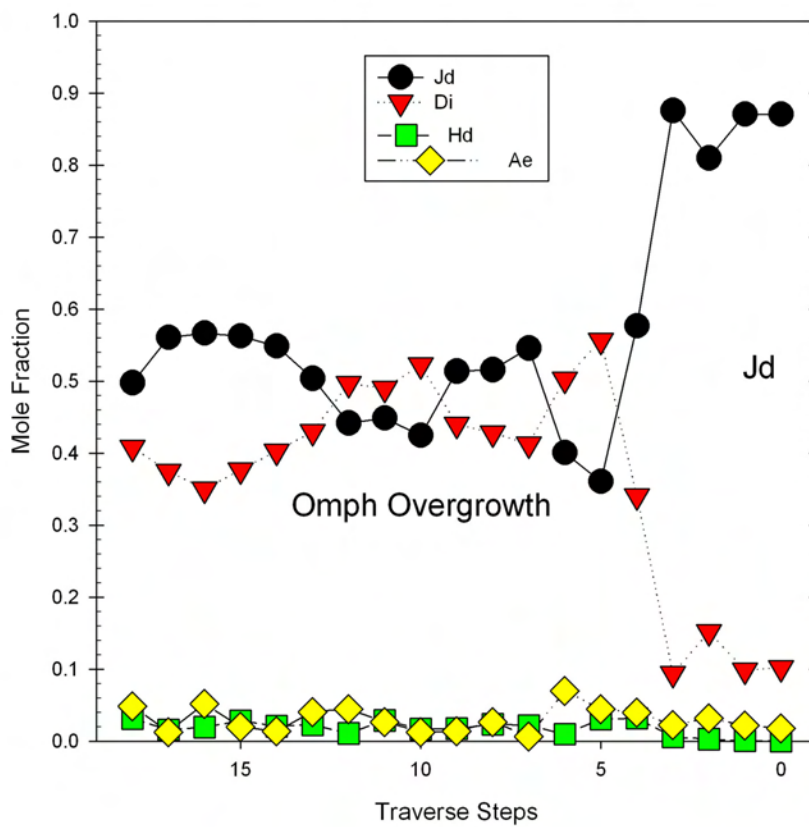 1.0
0.9
0.8
0.7
0.6
0.5
0.4
0.3
0.2
0.1
0.0
Mole Fraction
Jd
Di
Hd
Ae
Jd
Omph Overgrowth
15 10 5 0
Traverse Steps